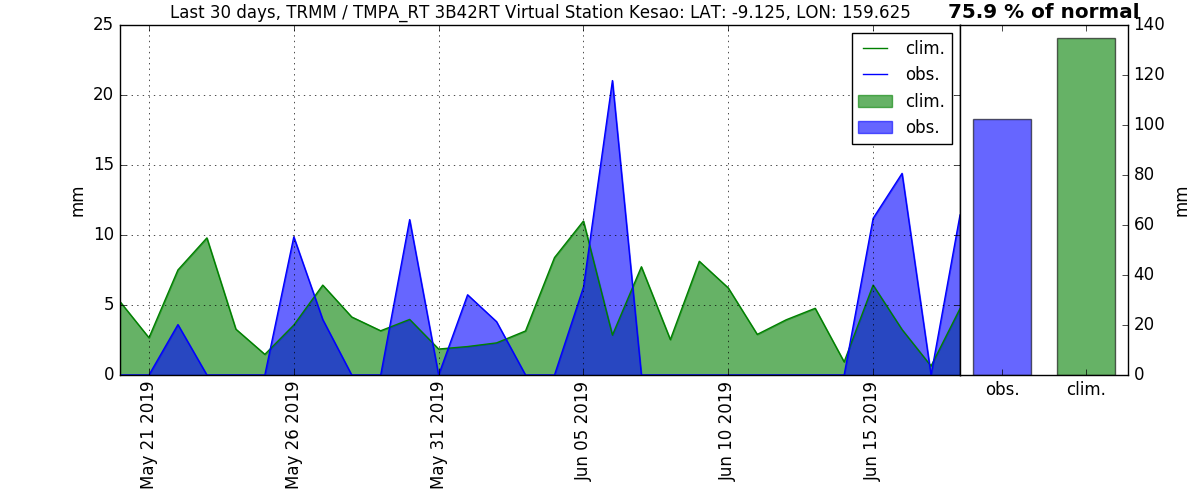 Last 30 days, TRMM / TMPA_RT 3B42RT Virtual Station Kesao: LAT: -9.125, LON: 159.625
75.9 % of normal
25
20
15
10
5
0
mm
clim.
obs.
clim.
obs.
140
120
100
80
60
40
20
0
mm
May 21 2019
May 26 2019
May 31 2019
Jun 05 2019
Jun 10 2019
Jun 15 2019
obs.
clim.